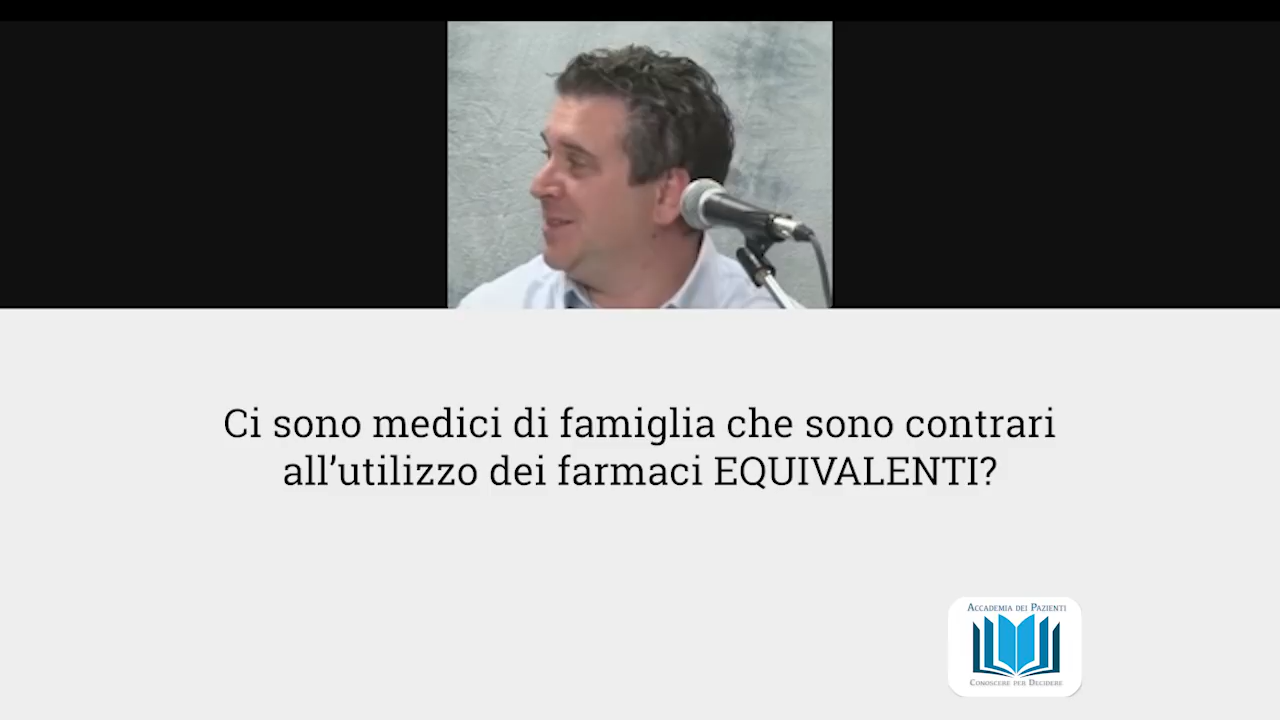 Ci sono medici di famiglia che sono contrari
all’utilizzo dei farmaci EQUIVALENTI?
Accademia dei Pazienti
Conoscere per Decidere